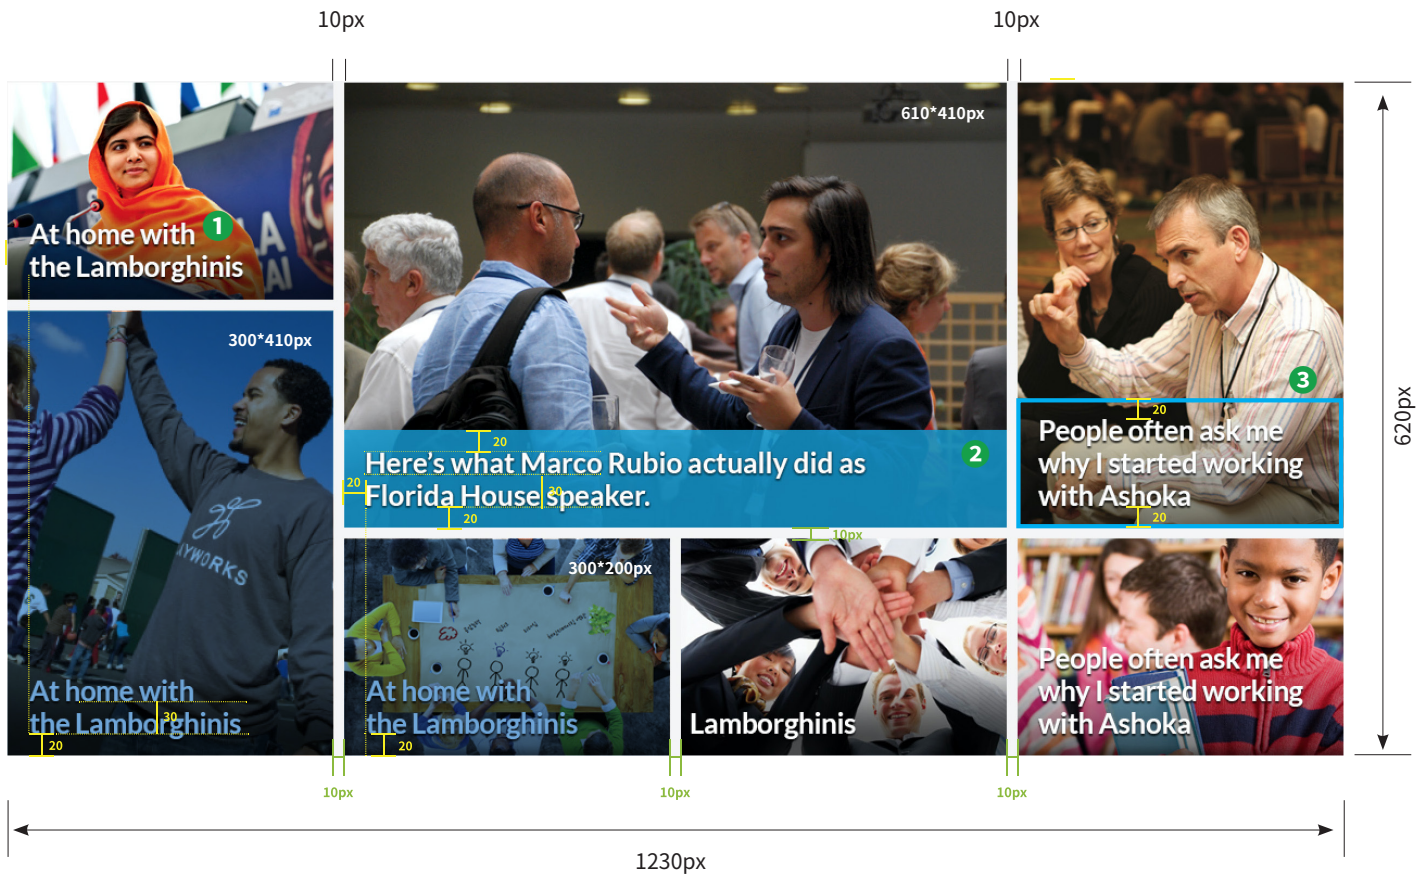 10px
10px
610*410px
At home with
the Lamborghinis
1
300*410px
3
20
People often ask me
why I started working
with Ashoka
20
20
2
Here's what Marco Rubio actually did as
20
30
Florida House speaker.
20
10px
620px
300*200px
AYWORKS
At home with
the Lamborghinis
30
20
At home with
the Lamborghinis
20
Lamborghinis
People often ask me
why I started working
with Ashoka
10px
10px
10px
1230px